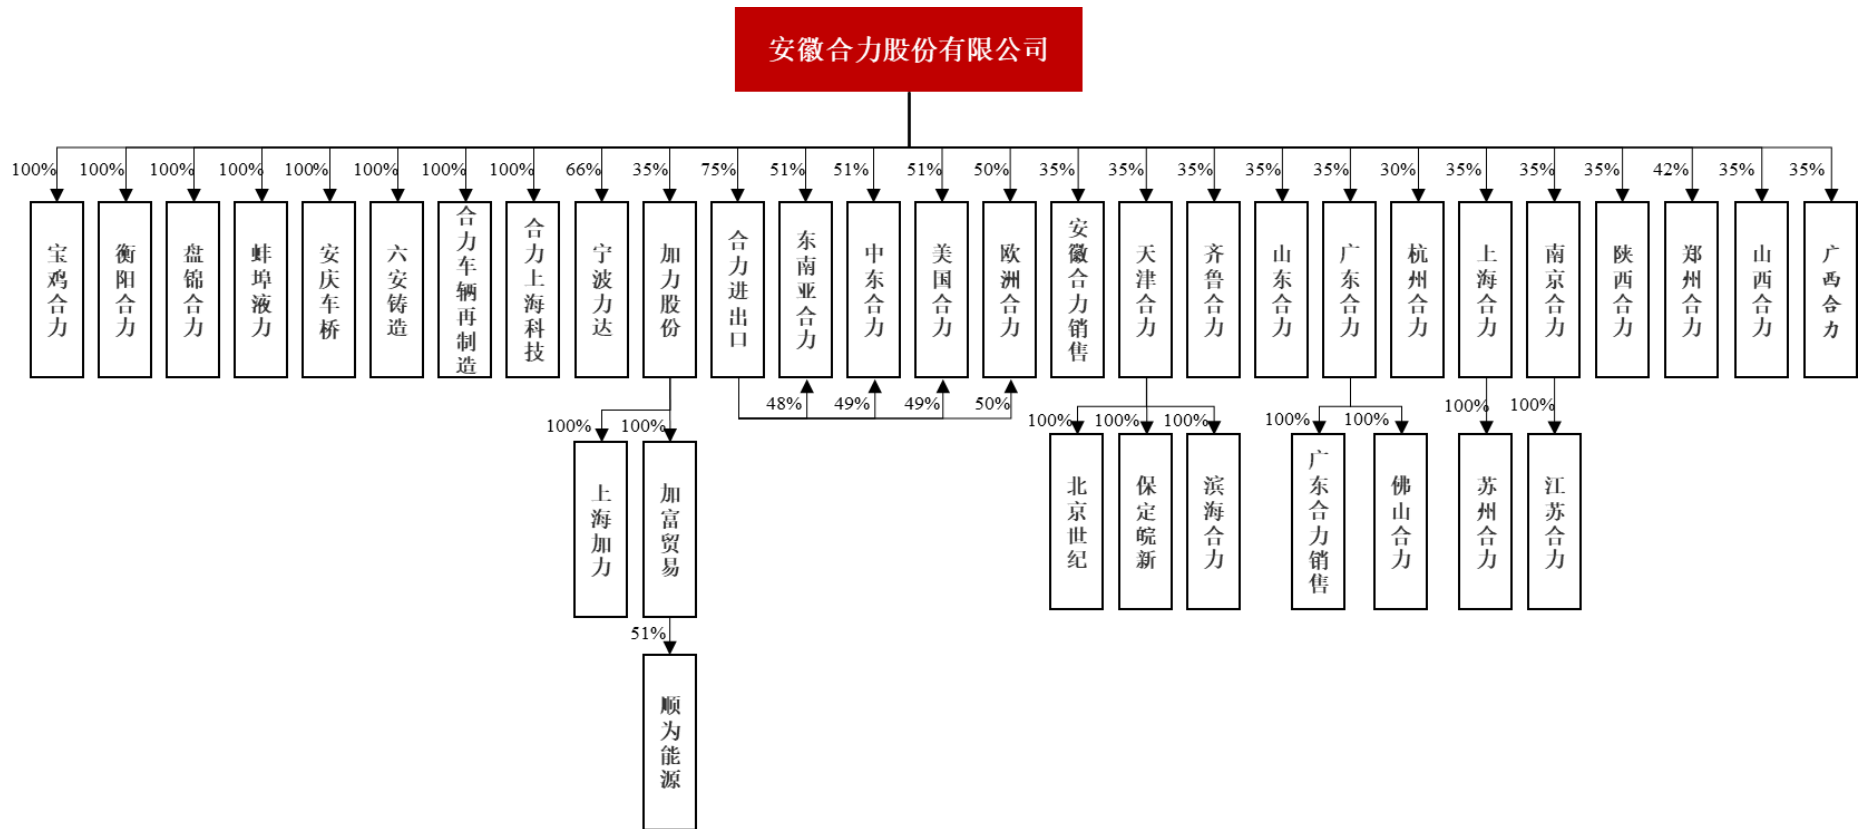 安徽合力股份有限公司
100%
100%
100%
100%
100%
100%
100%
100%
66%
35%
75%
51%
51%
51%
50%
35%
35%
35%
35%
35%
30%
35%
35%
35%
42%
35%
35%
宝鸡合力
衡阳合力
盘锦合力
蚌埠液力
安庆车桥
六安铸造
合力车辆再制造
合力上海科技
宁波力达
加力股份
合力进出口
东南亚合力
中东合力
美国合力
欧洲合力
安徽合力销售
天津合力
齐鲁合力
山东合力
广东合力
杭州合力
上海合力
南京合力
陕西合力
郑州合力
山西合力
广西合力
48%
49%
49%
50%
100%
100%
100%
100%
100%
100%
100%
100%
100%
上海加力
加富贸易
北京世纪
保定皖新
滨海合力
广东合力销售
佛山合力
苏州合力
江苏合力
51%
顺为能源